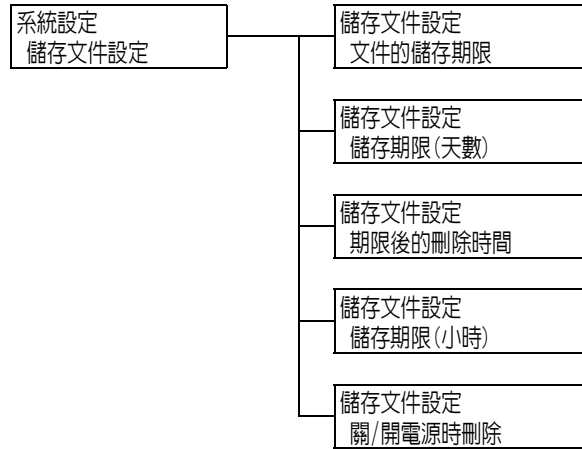 系統設定
儲存文件設定
儲存文件設定
文件的儲存期限
儲存文件設定
儲存期限(天數)
儲存文件設定
期限後的刪除時間
儲存文件設定
儲存期限(小時)
儲存文件設定
關/開電源時刪除